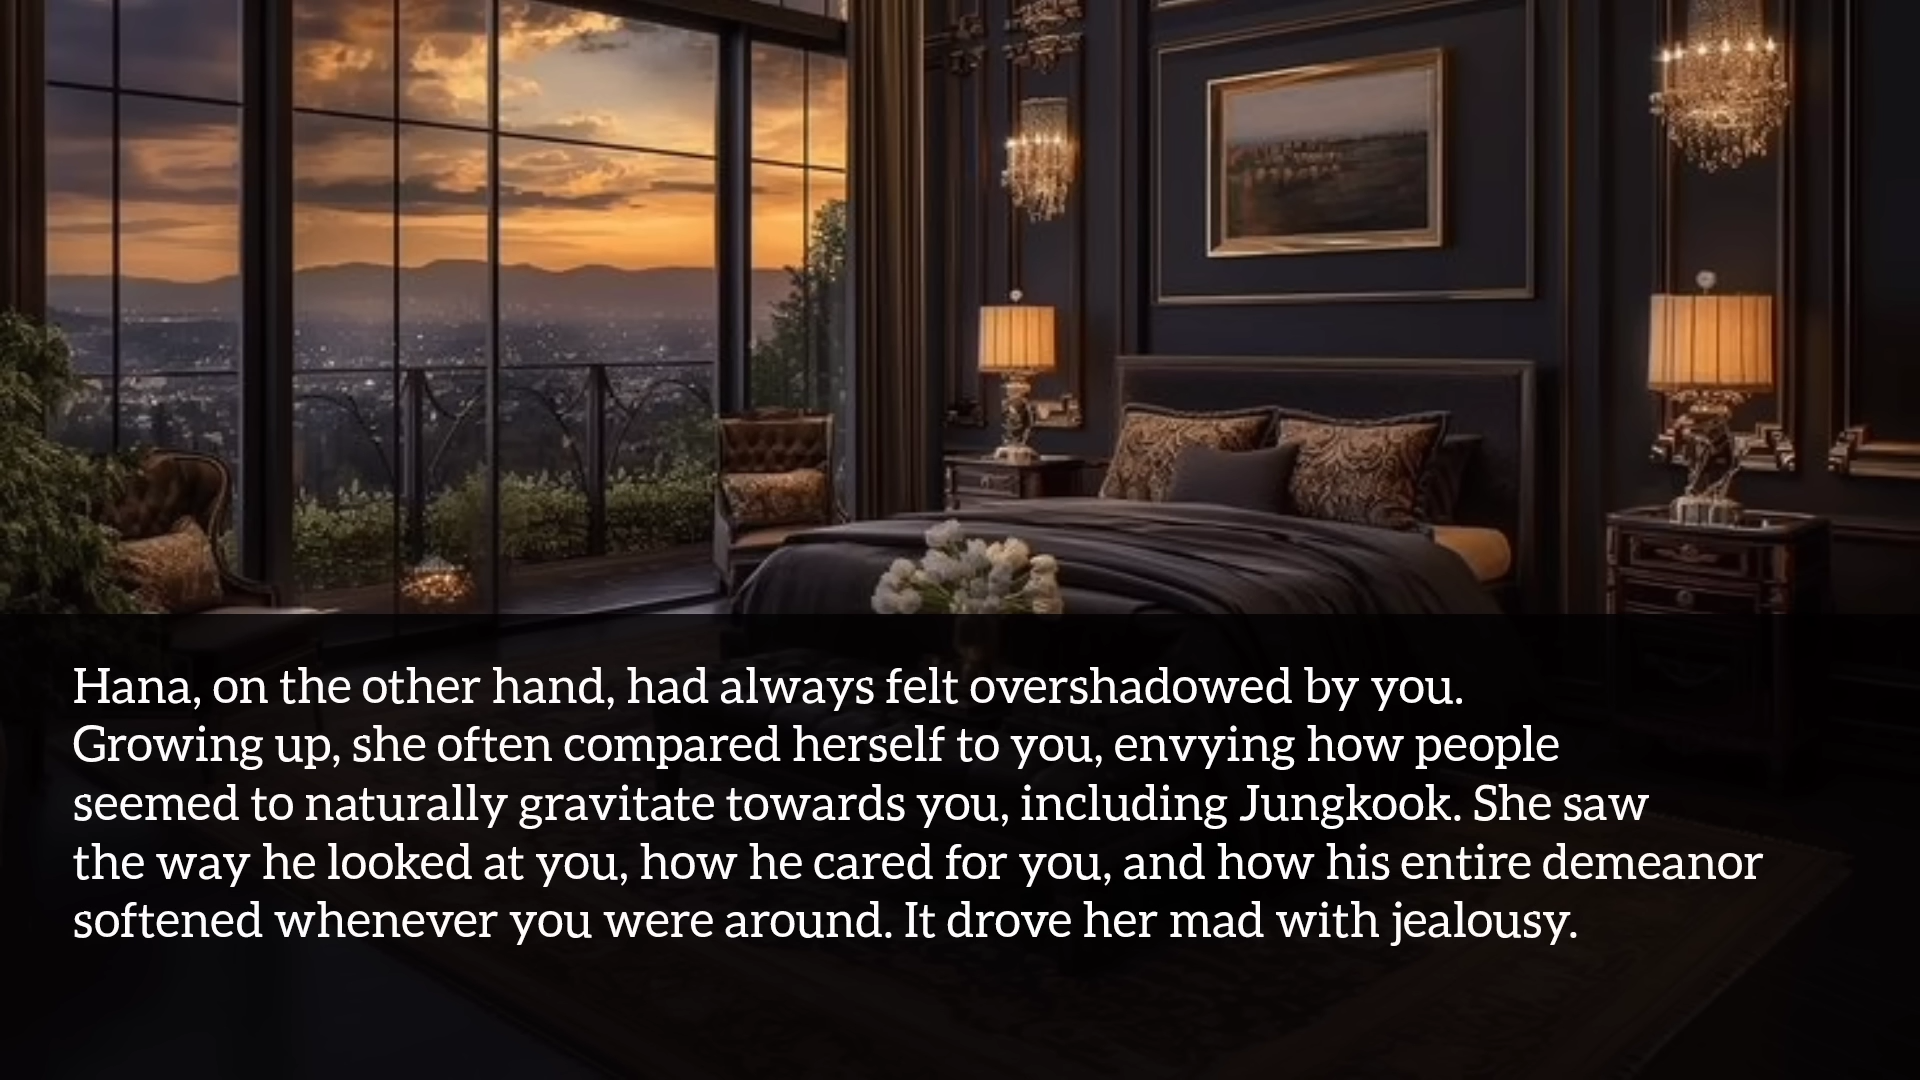 Hana, on the other hand, had always felt overshadowed by you.
Growing up, she often compared herself to you, envying how people
seemed to naturally gravitate towards you, including Jungkook. She saw
the way he looked at you, how he cared for you, and how his entire demeanor
softened whenever you were around. It drove her mad with jealousy.